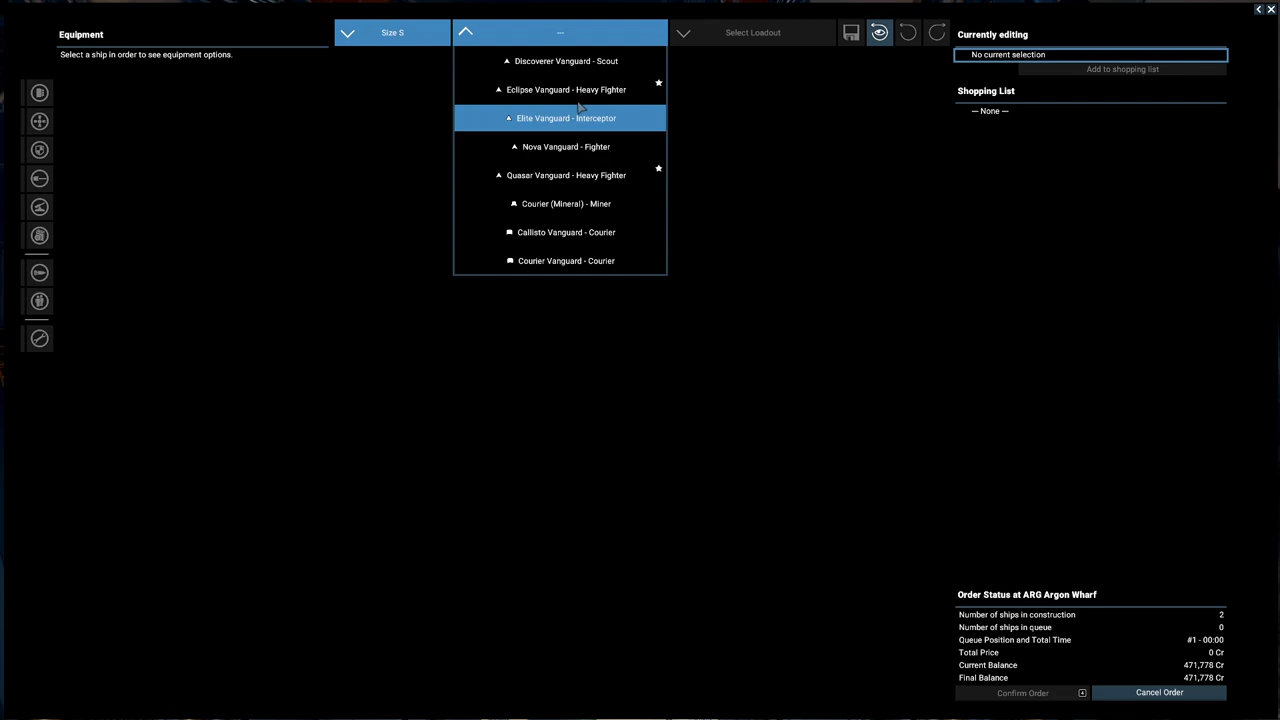 Equipment
Select a ship in order to see equipment options.
Size S
---
Select Loadout
Discoverer Vanguard - Scout
Eclipse Vanguard - Heavy Fighter
Elite Vanguard - Interceptor
Nova Vanguard - Fighter
Quasar Vanguard - Heavy Fighter
Courier (Mineral) - Miner
Callisto Vanguard - Courier
Courier Vanguard - Courier
Currently editing
No current selection
Add to shopping list
Shopping List
— None —
Order Status at ARG Argon Wharf
Number of ships in construction 2
Number of ships in queue 0
Queue Position and Total Time #1 - 00:00
Total Price 0 Cr
Current Balance 471,778 Cr
Final Balance 471,778 Cr
Confirm Order
Cancel Order